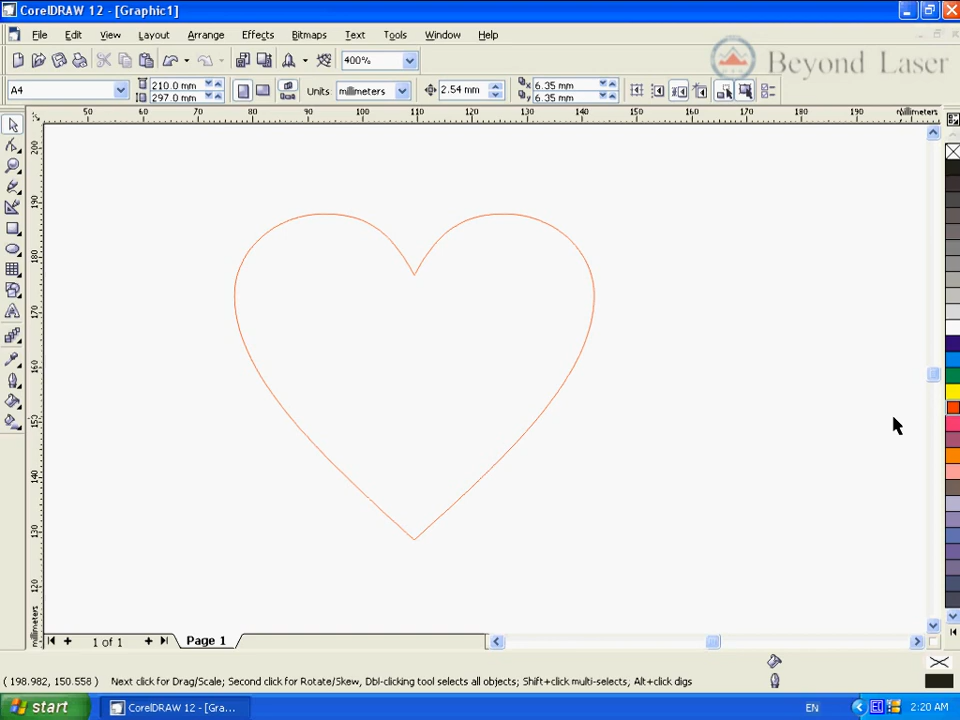 CorelDRAW 12 - [Graphic1]
File Edit View Layout Arrange Effects Bitmaps Text Tools Window Help
400%
Beyond Laser
A4 210.0 mm 297.0 mm Units: millimeters 2.54 mm x 6.35 mm y 6.35 mm
50 60 70 80 90 100 110 120 130 140 150 160 170 180 190 millimeters
200
190
180
170
160
150
140
130
120
millimeters
1 of 1 Page 1
( 198.982, 150.558 ) Next click for Drag/Scale; Second click for Rotate/Skew, Dbl-clicking tool selects all objects; Shift+click multi-selects, Alt+click digs
start CorelDRAW 12 - [Gra... EN 2:20 AM